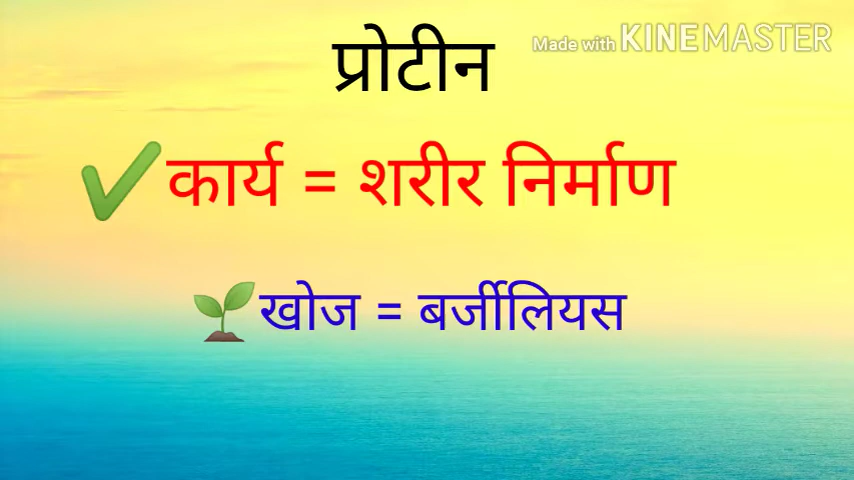 Made with KINEMASTER
प्रोटीन
✔कार्य = शरीर निर्माण
🌱खोज = बर्जीलियस